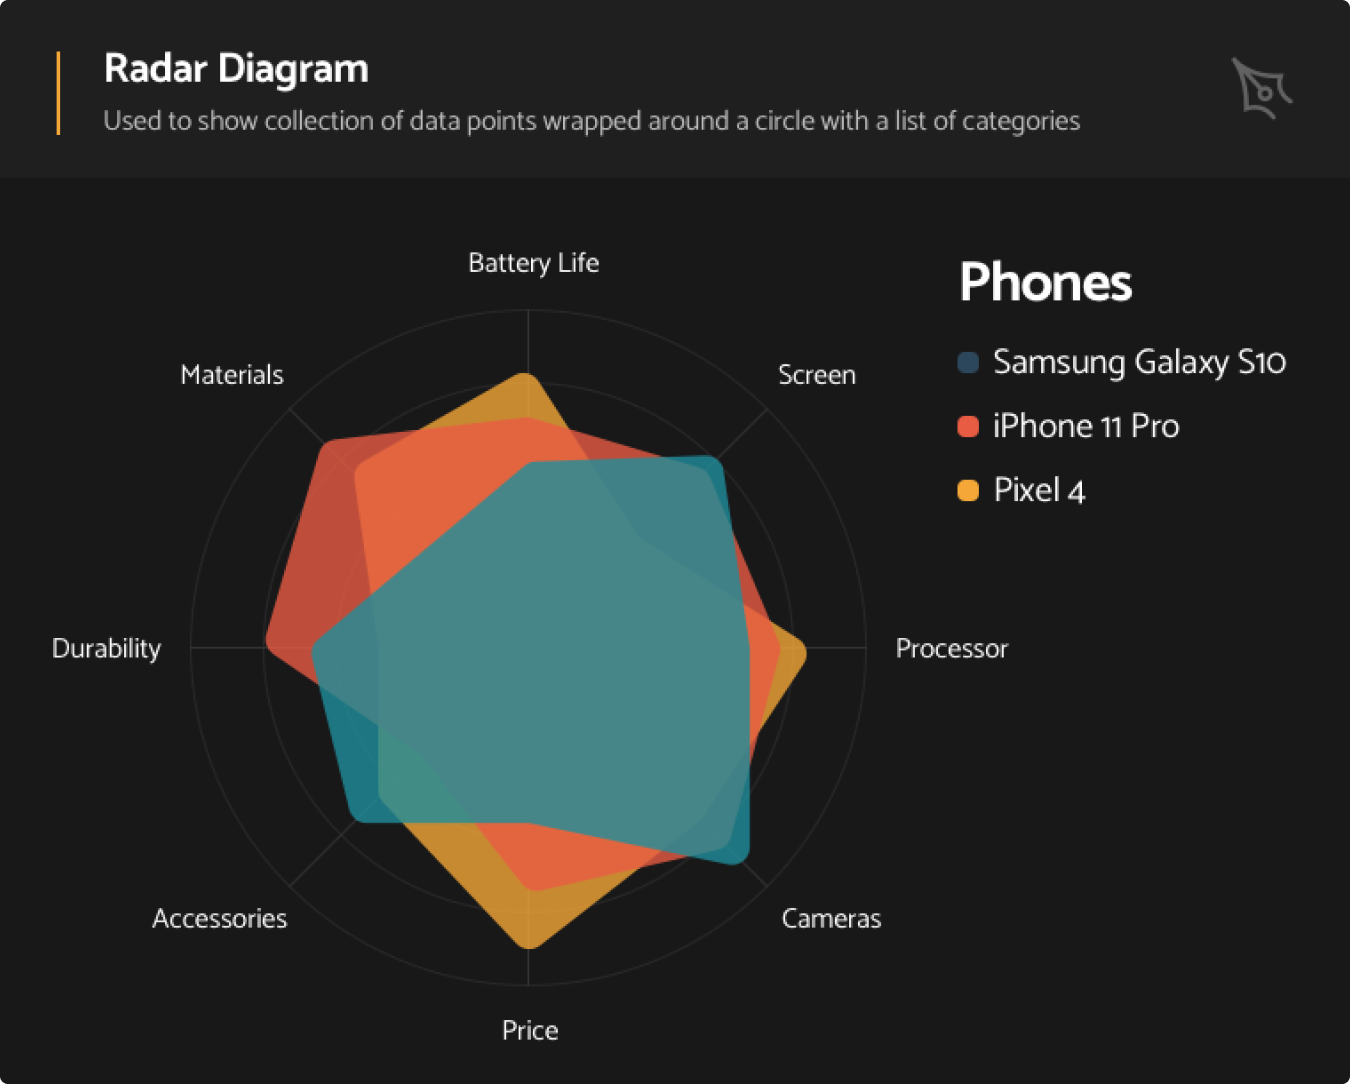 Radar Diagram
Used to show collection of data points wrapped around a circle with a list of categories
Battery Life
Phones
Samsung Galaxy S10
iPhone 11 Pro
Pixel 4
Materials
Screen
Durability
Processor
Accessories
Cameras
Price